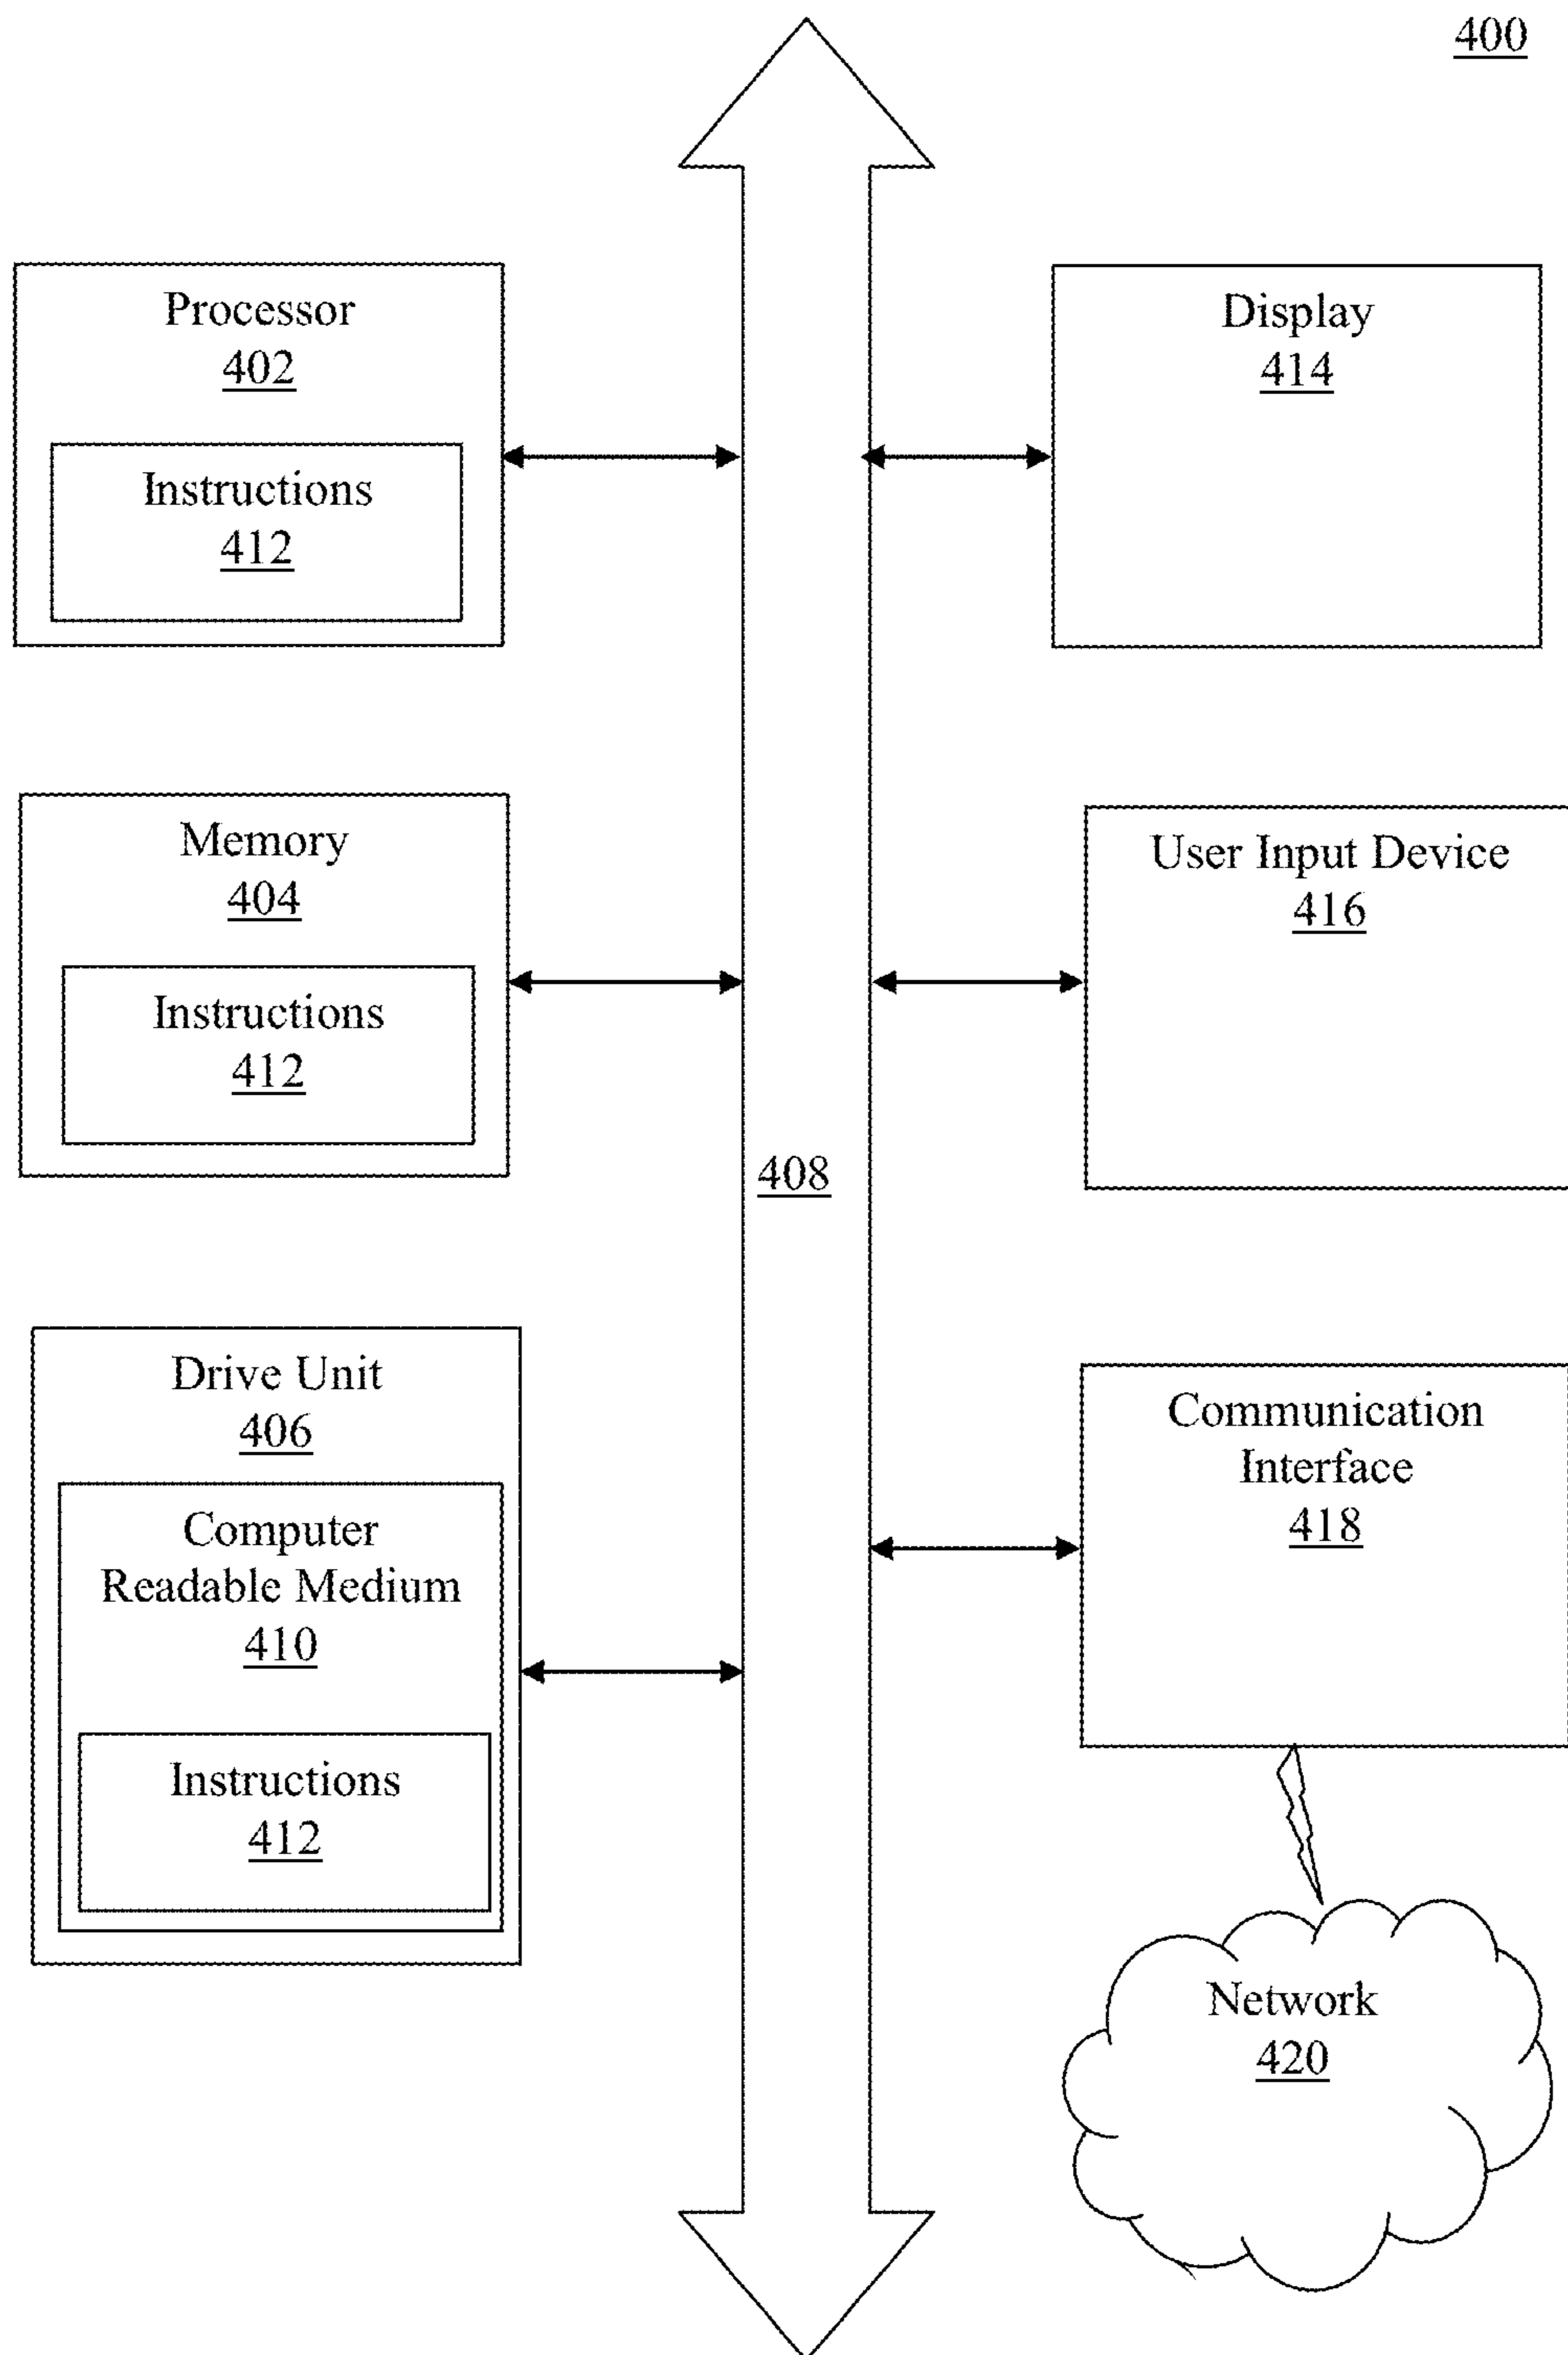 400
Processor
402
Instructions
412
Display
414
Memory
404
Instructions
412
User Input Device
416
408
Drive Unit
406
Computer
Readable Medium
410
Instructions
412
Communication
Interface
418
Network
420